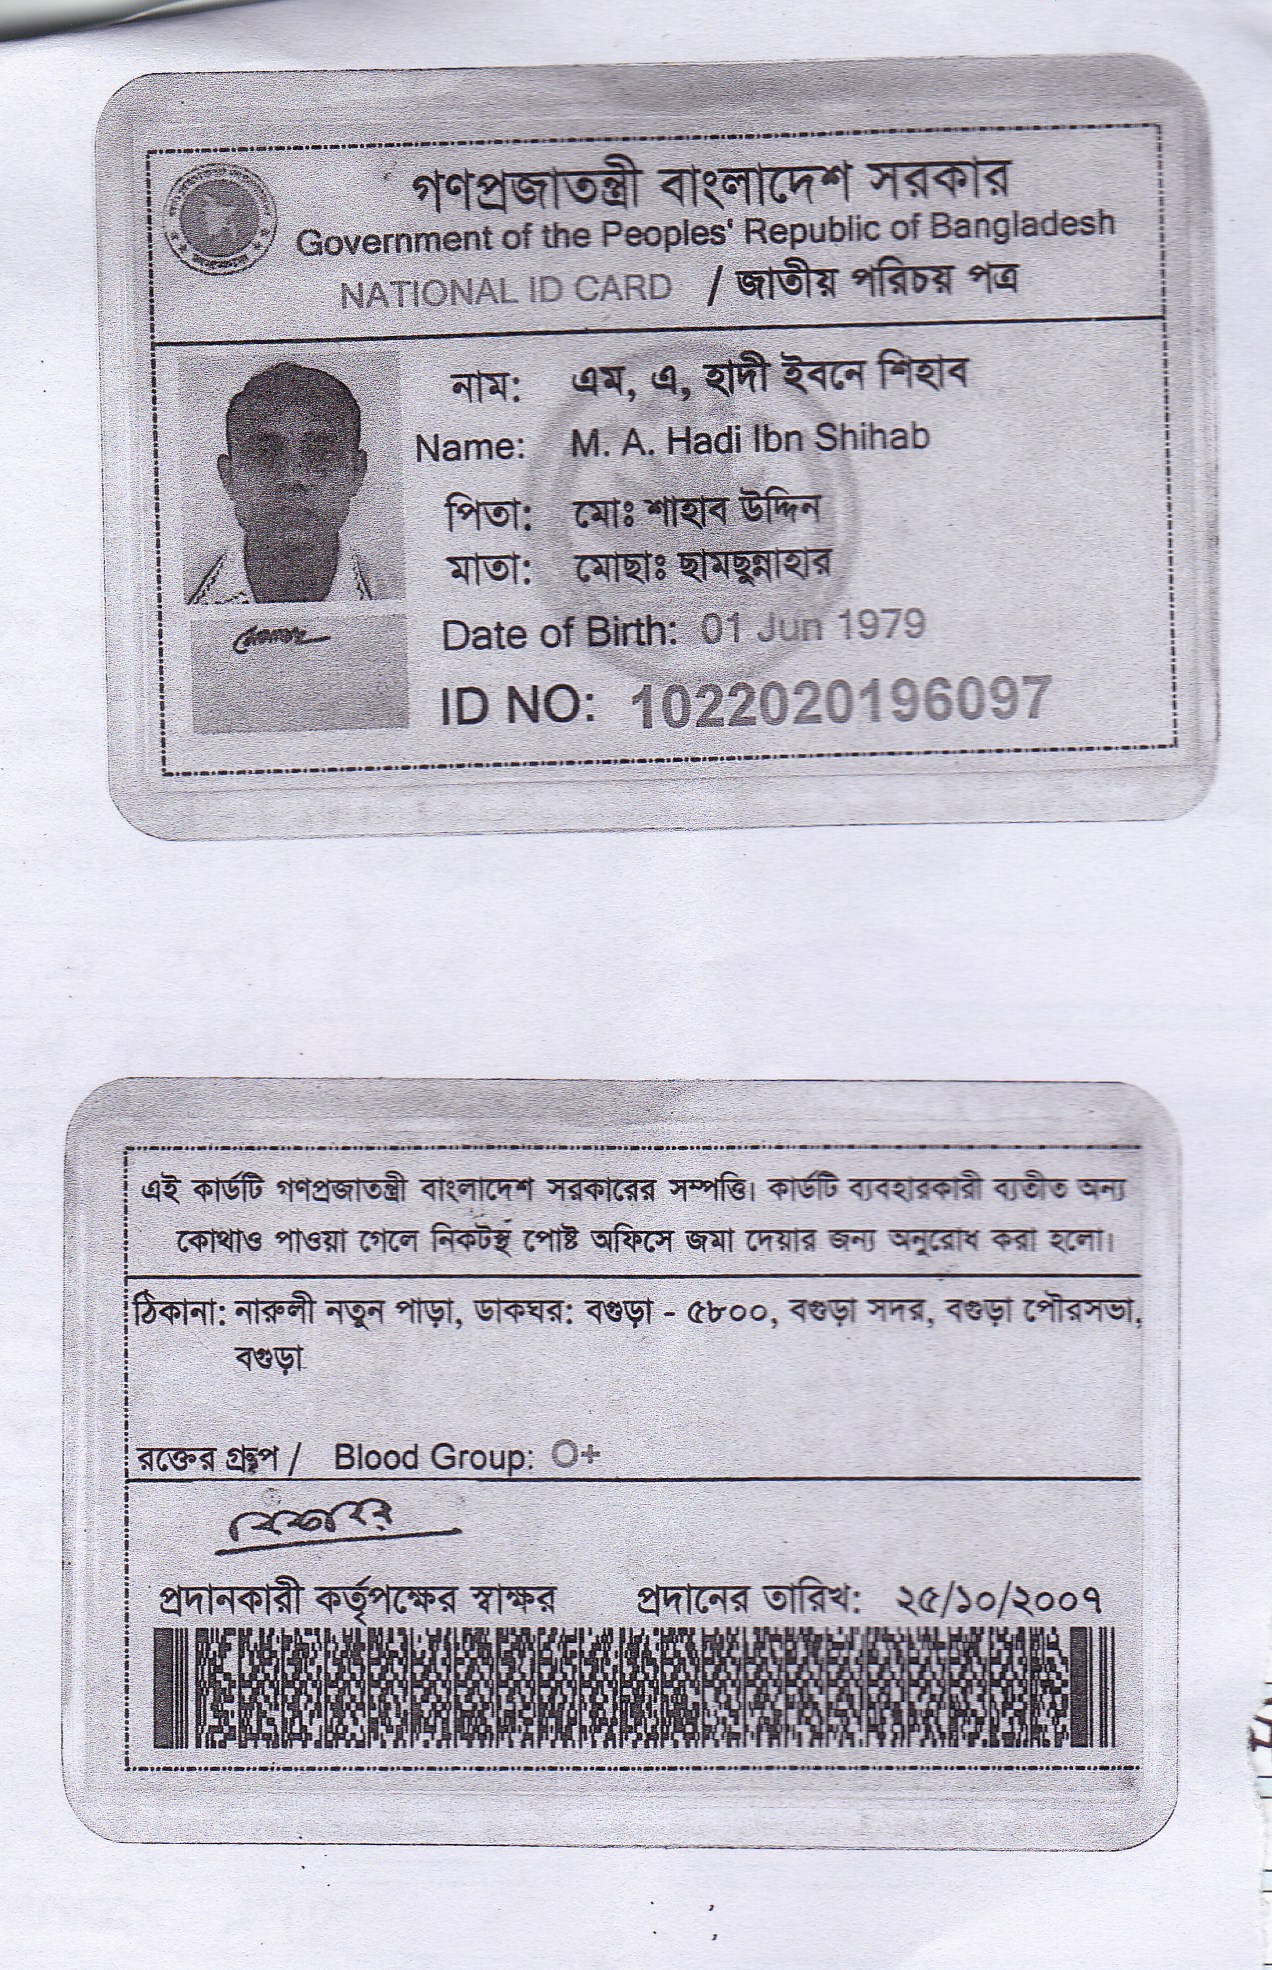 গণপ্রজাতন্ত্রী বাংলাদেশ সরকার
Government of the Peoples' Republic of Bangladesh
NATIONAL ID CARD / জাতীয় পরিচয় পত্র
নাম: এম, এ, হাদী ইবনে শিহাব
Name: M. A. Hadi Ibn Shihab
পিতা: মোঃ শাহাব উদ্দিন
মাতা: মোছাঃ ছামছুন্নাহার
Date of Birth: 01 Jun 1979
ID NO: 1022020196097
এই কার্ডটি গণপ্রজাতন্ত্রী বাংলাদেশ সরকারের সম্পত্তি। কার্ডটি ব্যবহারকারী ব্যতীত অন্য
কোথাও পাওয়া গেলে নিকটস্থ পোষ্ট অফিসে জমা দেয়ার জন্য অনুরোধ করা হলো।
ঠিকানা: নারুলী নতুন পাড়া, ডাকঘর: বগুড়া - ৫৮০০, বগুড়া সদর, বগুড়া পৌরসভা,
বগুড়া
রক্তের গ্রুপ / Blood Group: O+
প্রদানকারী কর্তৃপক্ষের স্বাক্ষর প্রদানের তারিখ: ২৫/১০/২০০৭